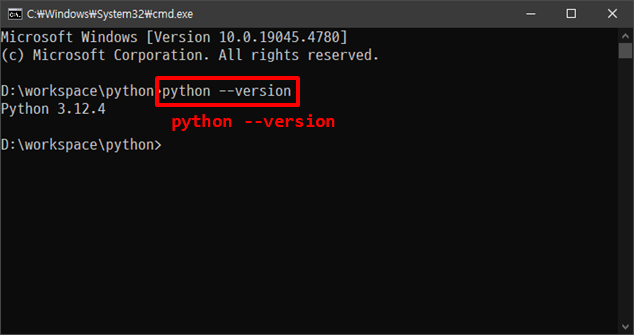 C:₩Windows₩System32₩cmd.exe
Microsoft Windows [Version 10.0.19045.4780]
(c) Microsoft Corporation. All rights reserved.
D:\workspace\python>python --version
Python 3.12.4
python --version
D:\workspace\python>